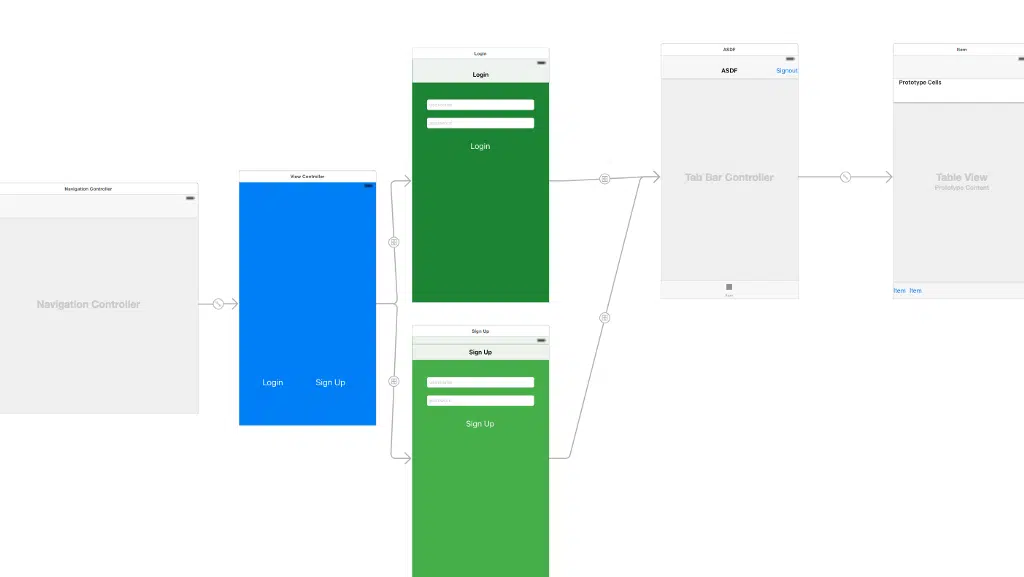 Navigation Controller
Navigation Controller
View Controller
Login Sign Up
Login
Login
username
password
Login
Sign Up
Sign Up
username
password
Sign Up
ASDF
ASDF Signout
Tab Bar Controller
Item
Prototype Cells
Table View
Prototype Content
Item Item